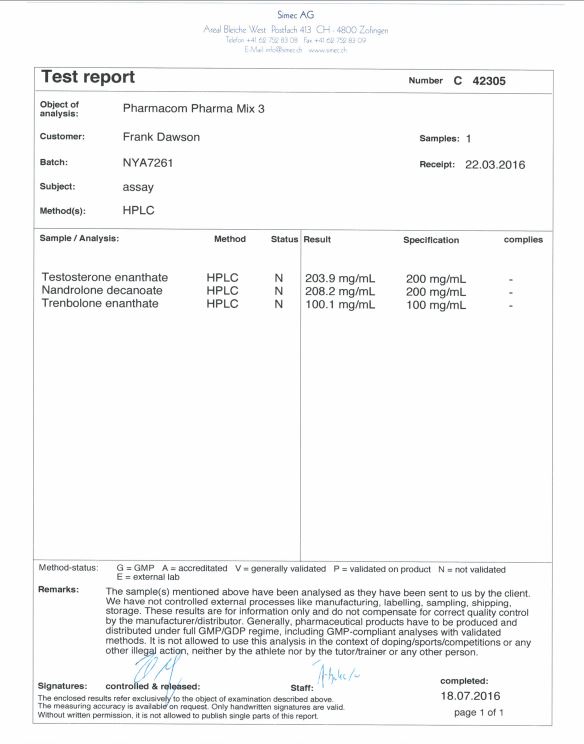 Simec AG
Areal Bleiche West Postfach 413 CH - 4800 Zofingen
Telefon +41 62 752 83 08 Fax +41 62 752 83 09
E-Mail: info@simec.ch www.simec.ch
Test report
Number C 42305
Object of analysis: Pharmacom Pharma Mix 3
Customer: Frank Dawson Samples: 1
Batch: NYA7261 Receipt: 22.03.2016
Subject: assay
Method(s): HPLC
Sample / Analysis: Method Status Result Specification complies
Testosterone enanthate HPLC N 203.9 mg/mL 200 mg/mL -
Nandrolone decanoate HPLC N 208.2 mg/mL 200 mg/mL -
Trenbolone enanthate HPLC N 100.1 mg/mL 100 mg/mL -
Method-status: G = GMP A = accreditated V = generally validated P = validated on product N = not validated
E = external lab
Remarks: The sample(s) mentioned above have been analysed as they have been sent to us by the client.
We have not controlled external processes like manufacturing, labelling, sampling, shipping,
storage. These results are for information only and do not compensate for correct quality control
by the manufacturer/distributor. Generally, pharmaceutical products have to be produced and
distributed under full GMP/GDP regime, including GMP-compliant analyses with validated
methods. It is not allowed to use this analysis in the context of doping/sports/competitions or any
other illegal action, neither by the athlete nor by the tutor/trainer or any other person.
Signatures: controlled & released: Staff: completed:
18.07.2016
The enclosed results refer exclusively to the object of examination described above.
The measuring accuracy is available on request. Only handwritten signatures are valid.
Without written permission, it is not allowed to publish single parts of this report.
page 1 of 1